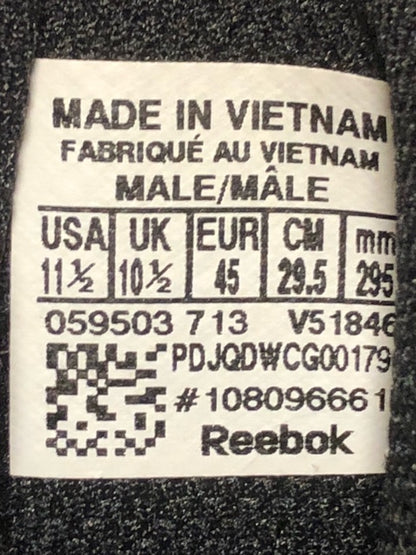 MADE IN VIETNAM
FABRIQUÉ AU VIETNAM
MALE/MÂLE
USA UK EUR CM mm
11½ 10½ 45 29.5 295
059503 713 V51846
PDJQDWCG00179
#1080966661
Reebok